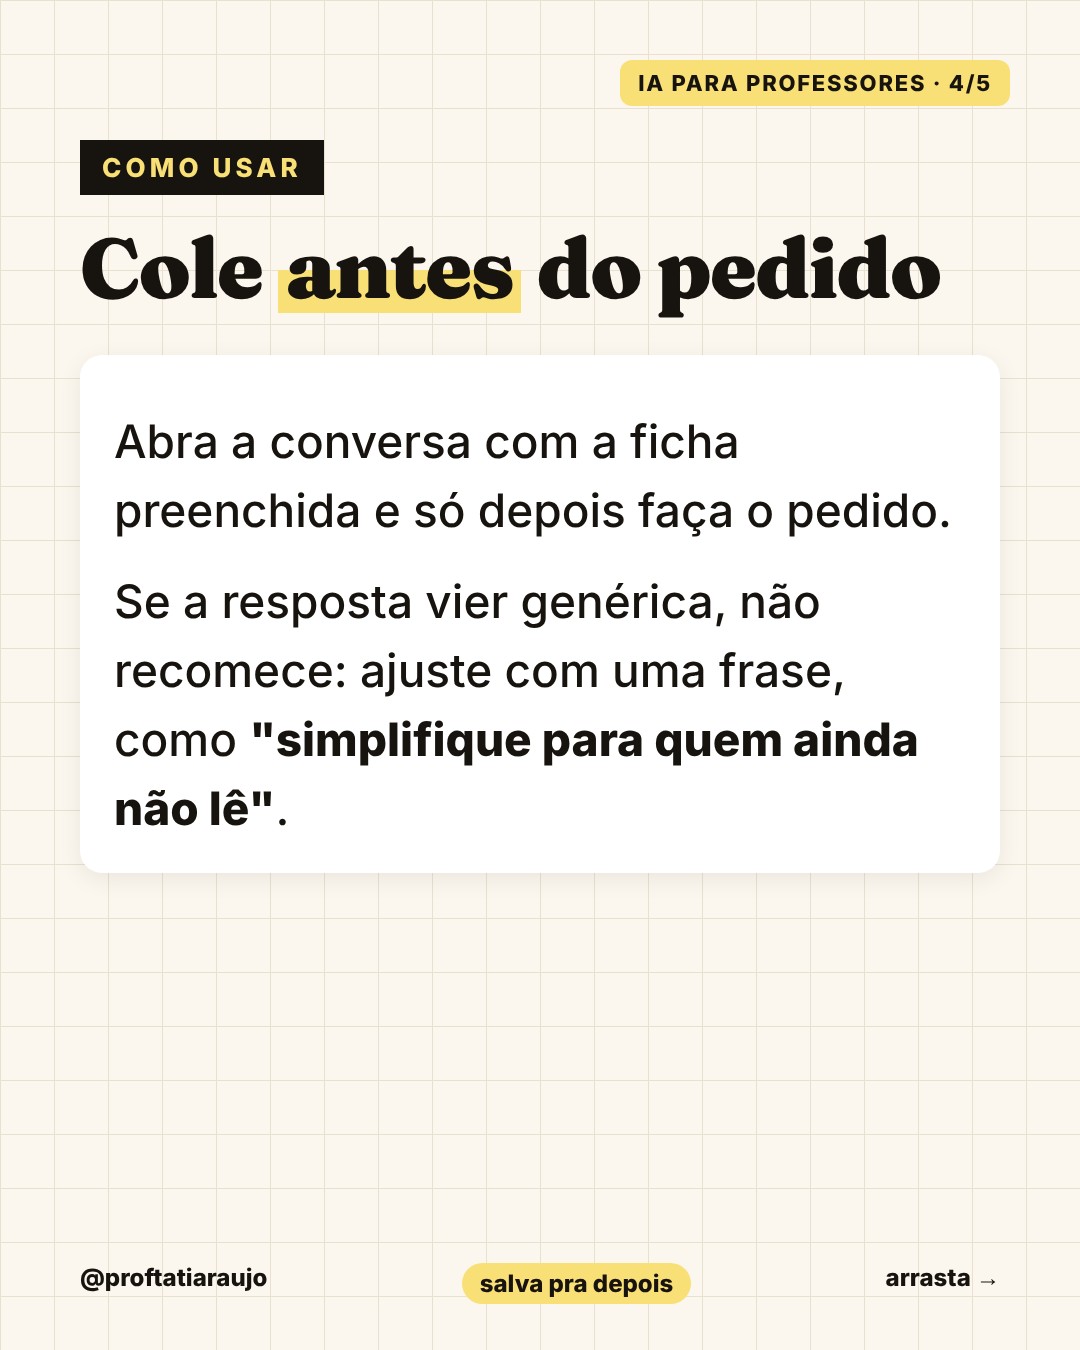 IA PARA PROFESSORES · 4/5
COMO USAR
Cole antes do pedido
Abra a conversa com a ficha
preenchida e só depois faça o pedido.
Se a resposta vier genérica, não
recomece: ajuste com uma frase,
como "simplifique para quem ainda
não lê".
@proftatiaraujo
salva pra depois
arrasta →